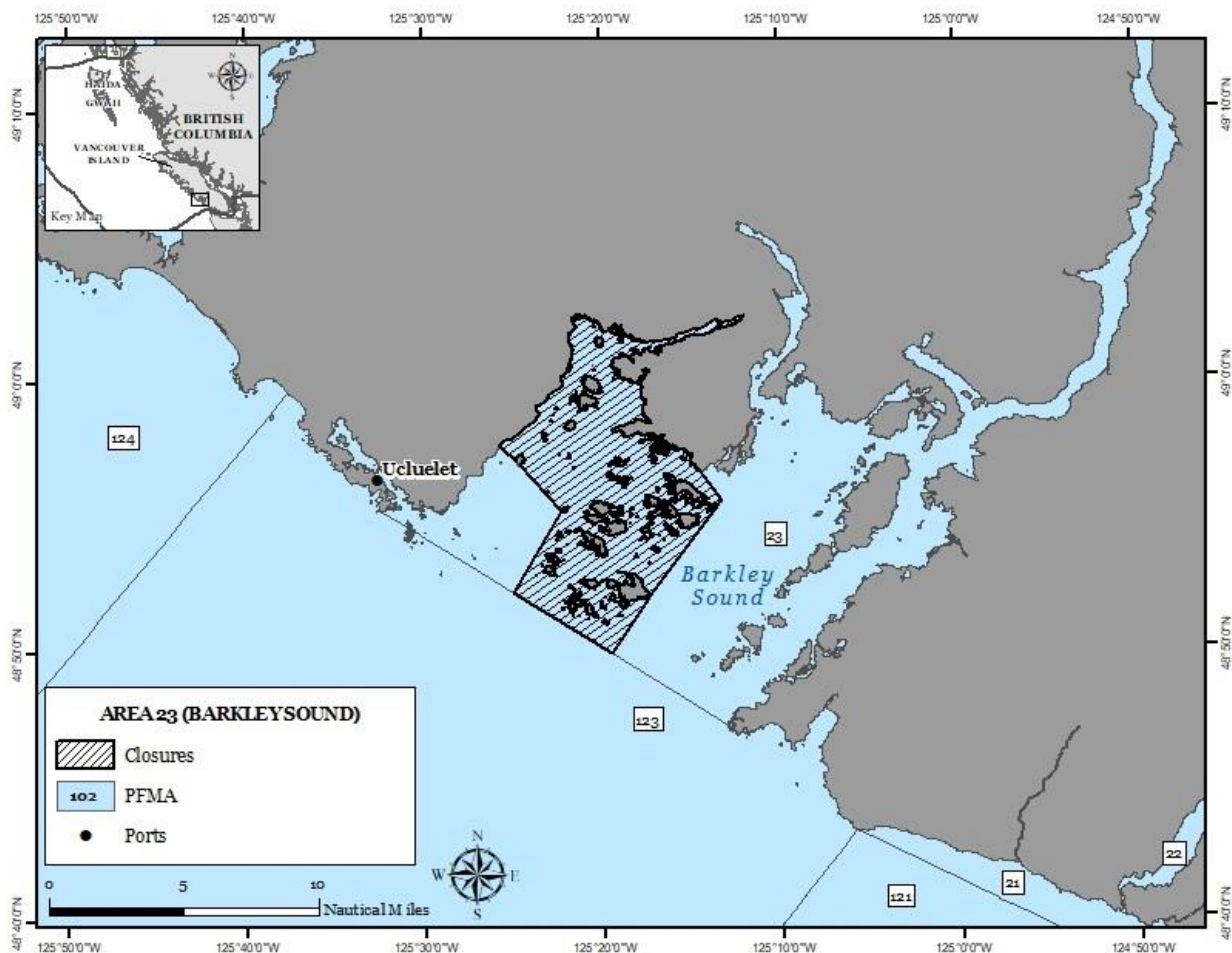 125°50'0"W 125°40'0"W 125°30'0"W 125°20'0"W 125°10'0"W 125°0'0"W 124°50'0"W
HAIDA
GWAII
BRITISH
COLUMBIA
VANCOUVER
ISLAND
Key Map
N
W E
S
49°10'0"N 49°10'0"N
49°0'0"N 49°0'0"N
124
Ucluelet
23
Barkley
Sound
48°50'0"N 48°50'0"N
123
AREA 23 (BARKLEY SOUND)
Closures
102 PFMA
Ports
0 5 10
Nautical Miles
N
W E
S
22
21
121
48°40'0"N 48°40'0"N
125°50'0"W 125°40'0"W 125°30'0"W 125°20'0"W 125°10'0"W 125°0'0"W 124°50'0"W